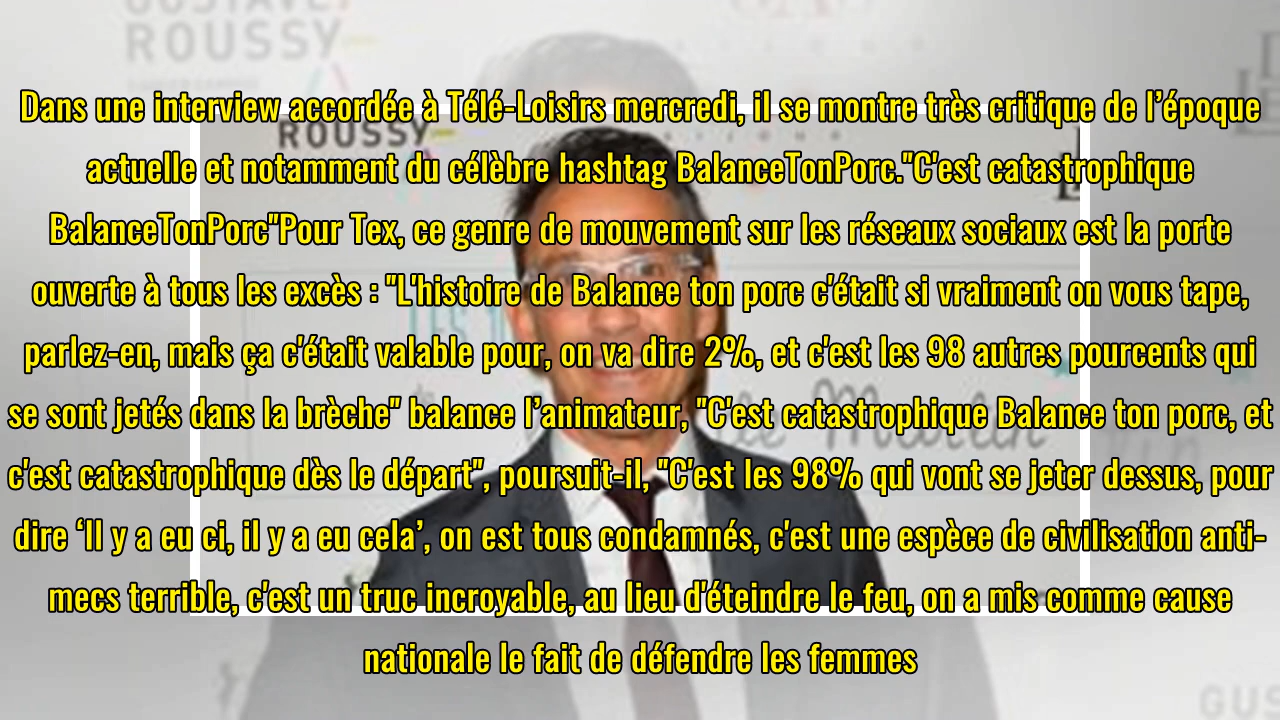 GUSTAVE
ROUSSY
ROUSSY
Dans une interview accordée à Télé-Loisirs mercredi, il se montre très critique de l’époque
actuelle et notamment du célèbre hashtag BalanceTonPorc."C'est catastrophique
BalanceTonPorc"Pour Tex, ce genre de mouvement sur les réseaux sociaux est la porte
ouverte à tous les excès : "L'histoire de Balance ton porc c'était si vraiment on vous tape,
parlez-en, mais ça c'était valable pour, on va dire 2%, et c'est les 98 autres pourcents qui
se sont jetés dans la brèche" balance l’animateur, "C'est catastrophique Balance ton porc, et
c'est catastrophique dès le départ", poursuit-il, "C'est les 98% qui vont se jeter dessus, pour
dire ‘Il y a eu ci, il y a eu cela’, on est tous condamnés, c'est une espèce de civilisation anti-
mecs terrible, c'est un truc incroyable, au lieu d'éteindre le feu, on a mis comme cause
nationale le fait de défendre les femmes
GUS